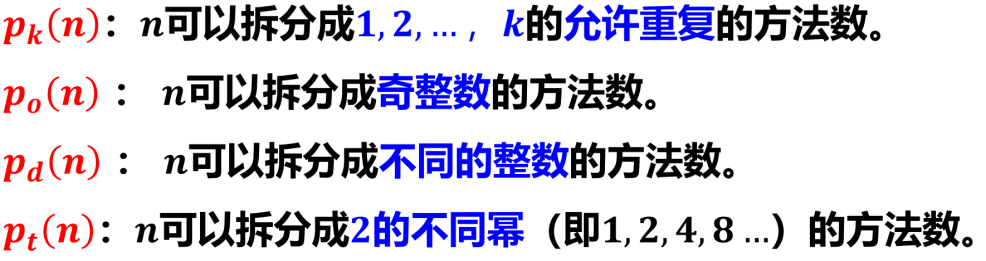 pₖ(n)：n可以拆分成1, 2, …，k的允许重复的方法数。
pₒ(n)： n可以拆分成奇整数的方法数。
p_d(n)： n可以拆分成不同的整数的方法数。
pₜ(n)：n可以拆分成2的不同幂（即1, 2, 4, 8 …）的方法数。